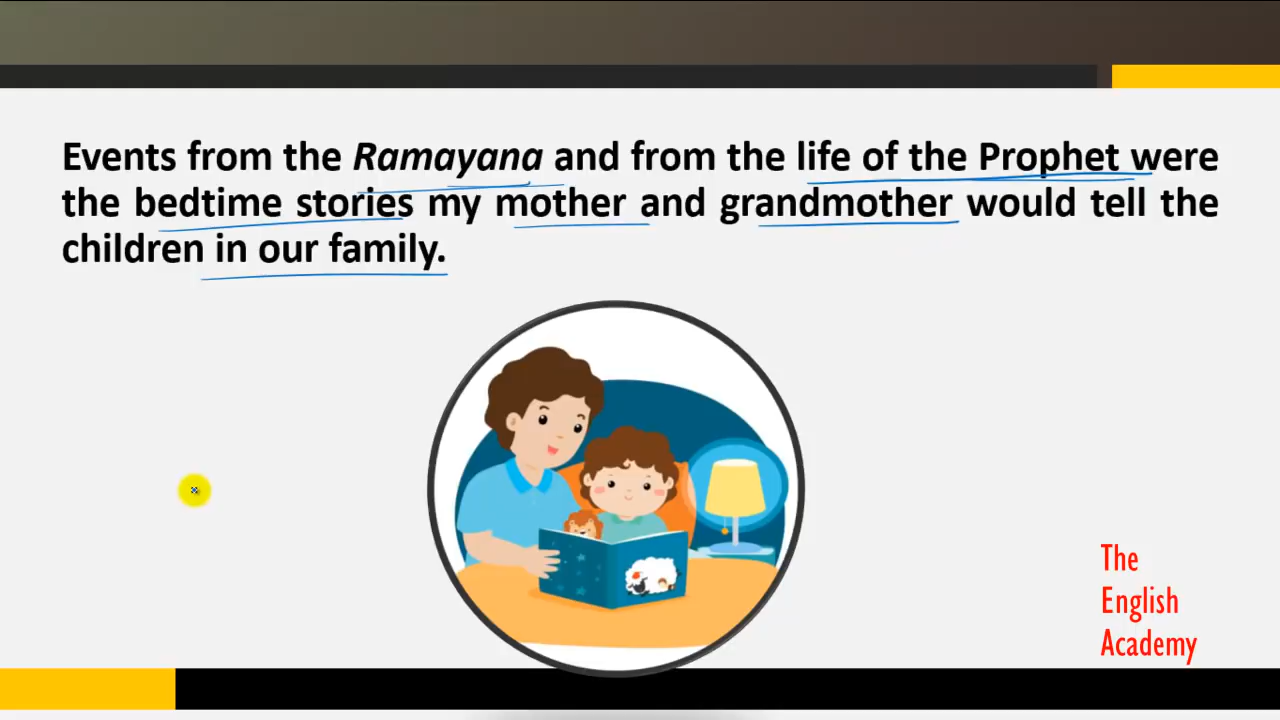 Events from the Ramayana and from the life of the Prophet were
the bedtime stories my mother and grandmother would tell the
children in our family.
The
English
Academy